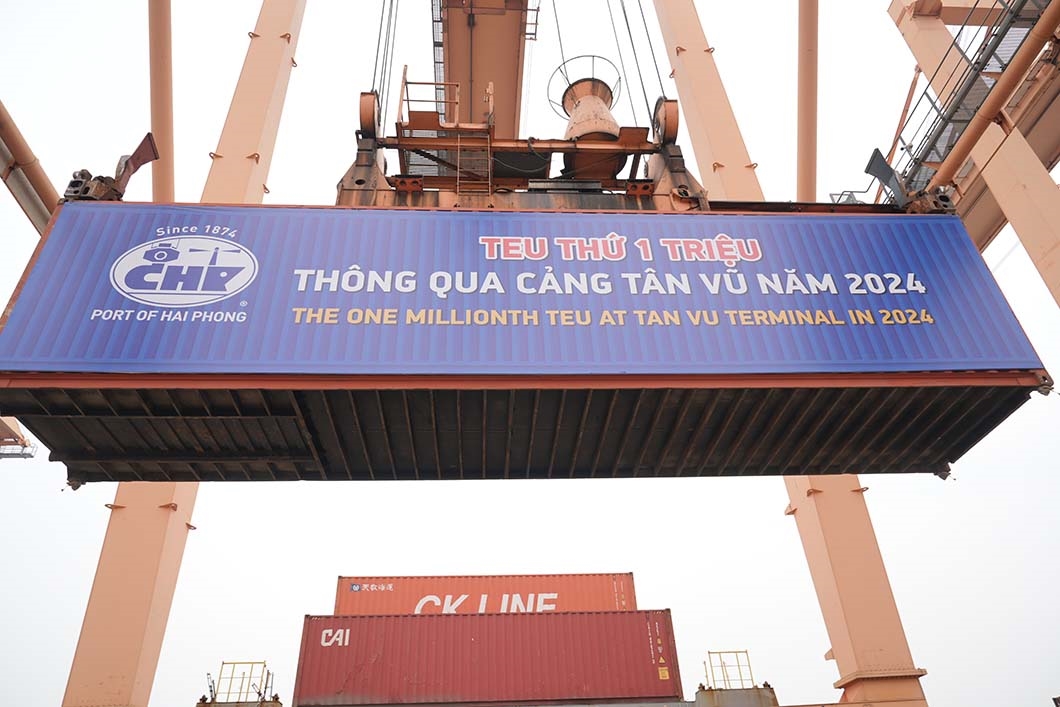 Since 1874
CHP
®
PORT OF HAI PHONG
TEU THỨ 1 TRIỆU
THÔNG QUA CẢNG TÂN VŨ NĂM 2024
THE ONE MILLIONTH TEU AT TAN VU TERMINAL IN 2024
CK LINE
CAI